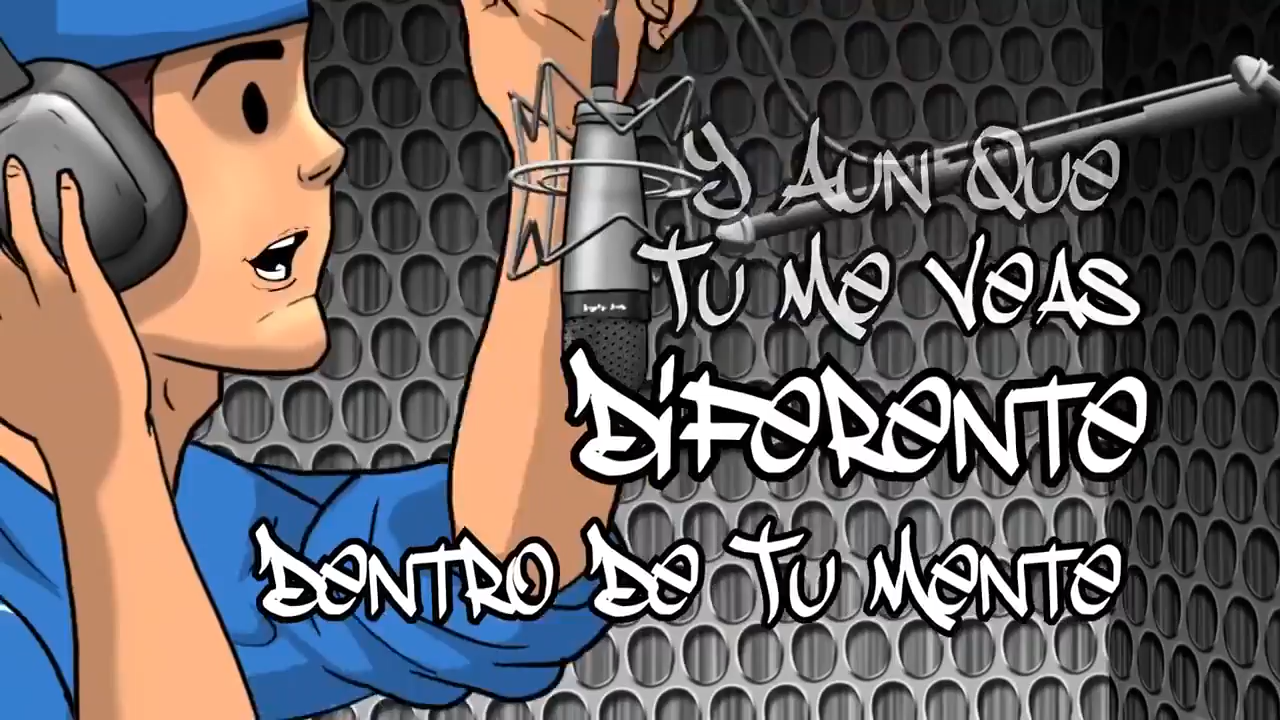 Y Aun Que
Tu Me Veas
Diferente
Dentro De Tu Mente